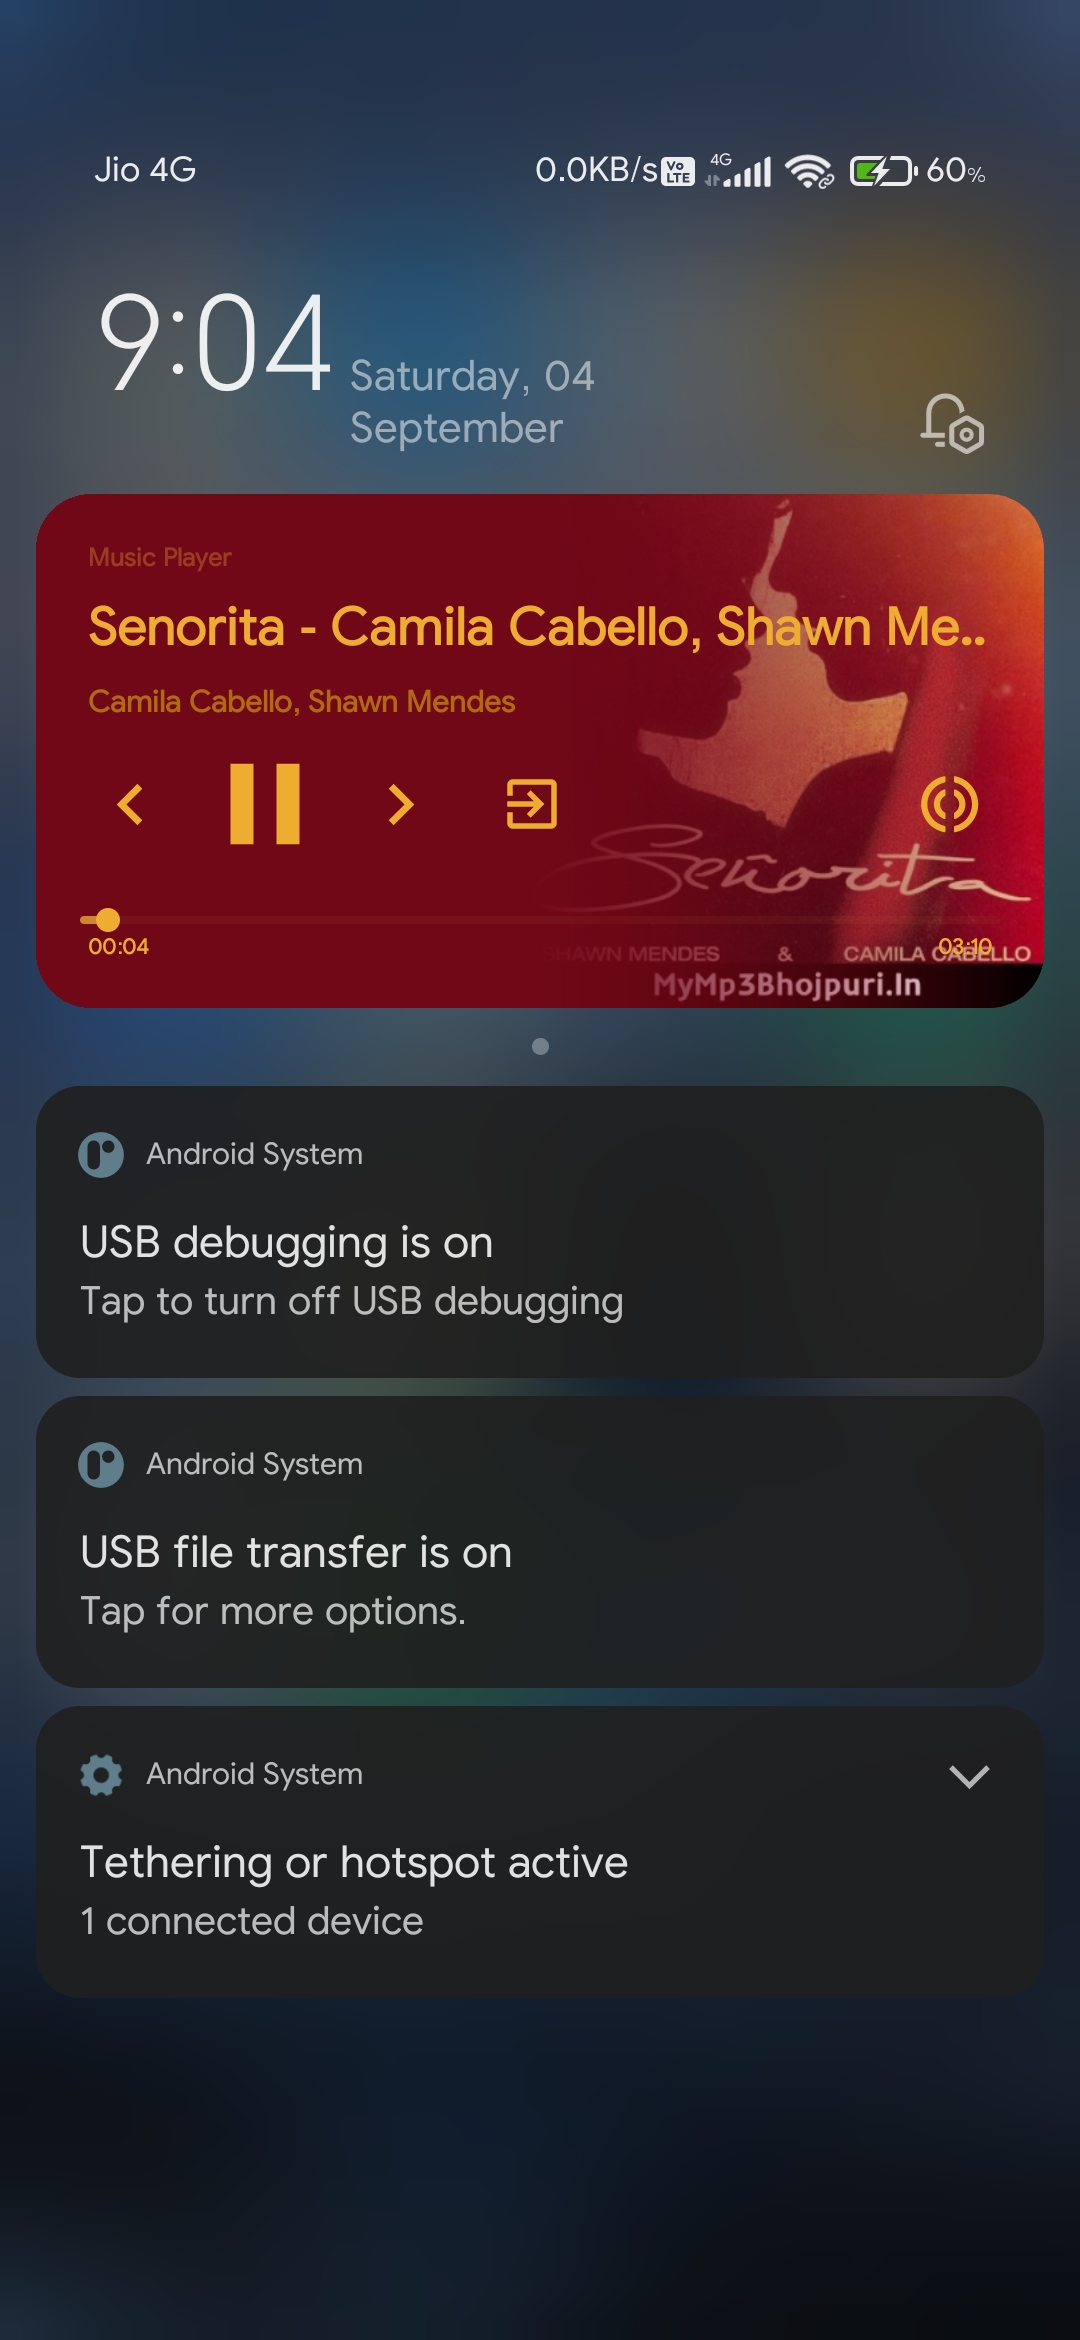 Jio 4G
0.0KB/s Vo LTE 4G 60%
9:04
Saturday, 04
September
Music Player
Senorita - Camila Cabello, Shawn Me..
Camila Cabello, Shawn Mendes
Señorita
00:04
03:10
SHAWN MENDES & CAMILA CABELLO
MyMp3Bhojpuri.In
Android System
USB debugging is on
Tap to turn off USB debugging
Android System
USB file transfer is on
Tap for more options.
Android System
Tethering or hotspot active
1 connected device